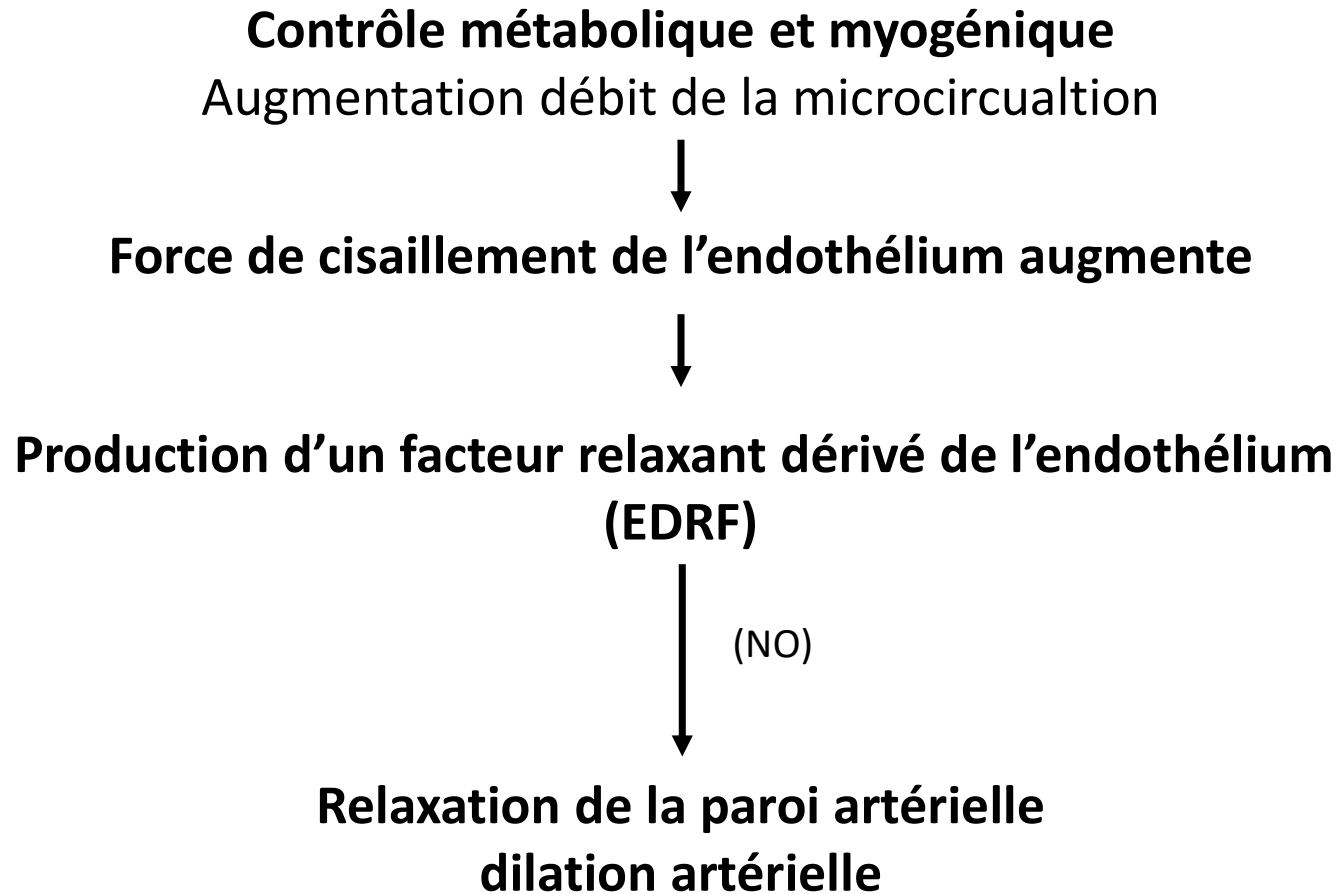 Contrôle métabolique et myogénique
Augmentation débit de la microcircualtion
Force de cisaillement de l’endothélium augmente
Production d’un facteur relaxant dérivé de l’endothélium
(EDRF)
(NO)
Relaxation de la paroi artérielle
dilation artérielle